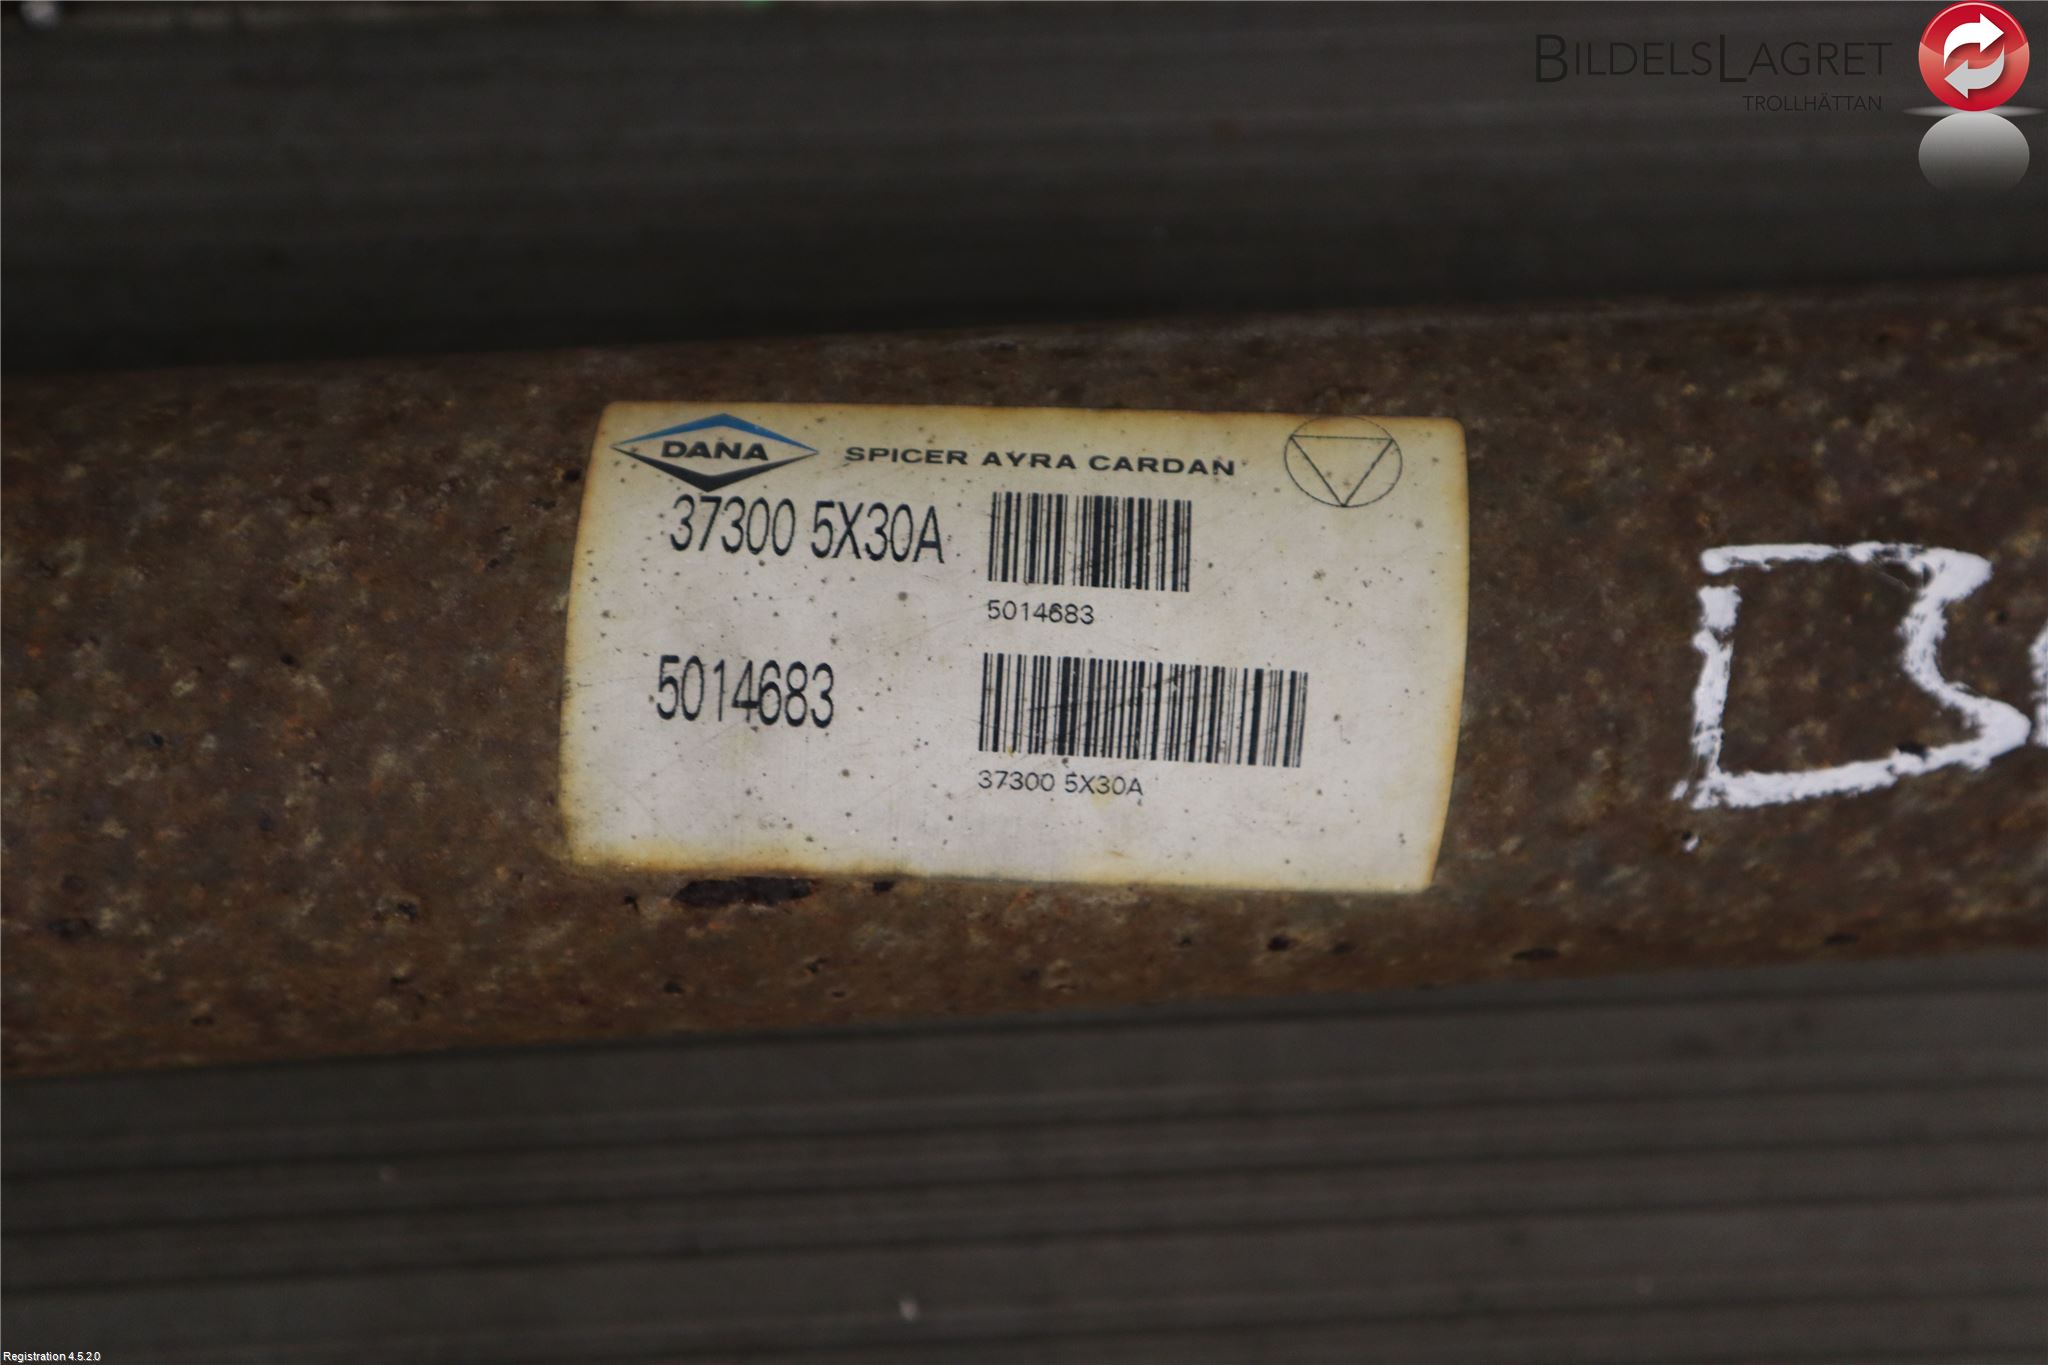 BILDELSLAGRET
TROLLHÄTTAN
DANA SPICER AYRA CARDAN
37300 5X30A
5014683
5014683
37300 5X30A
Registration 4.5.2.0